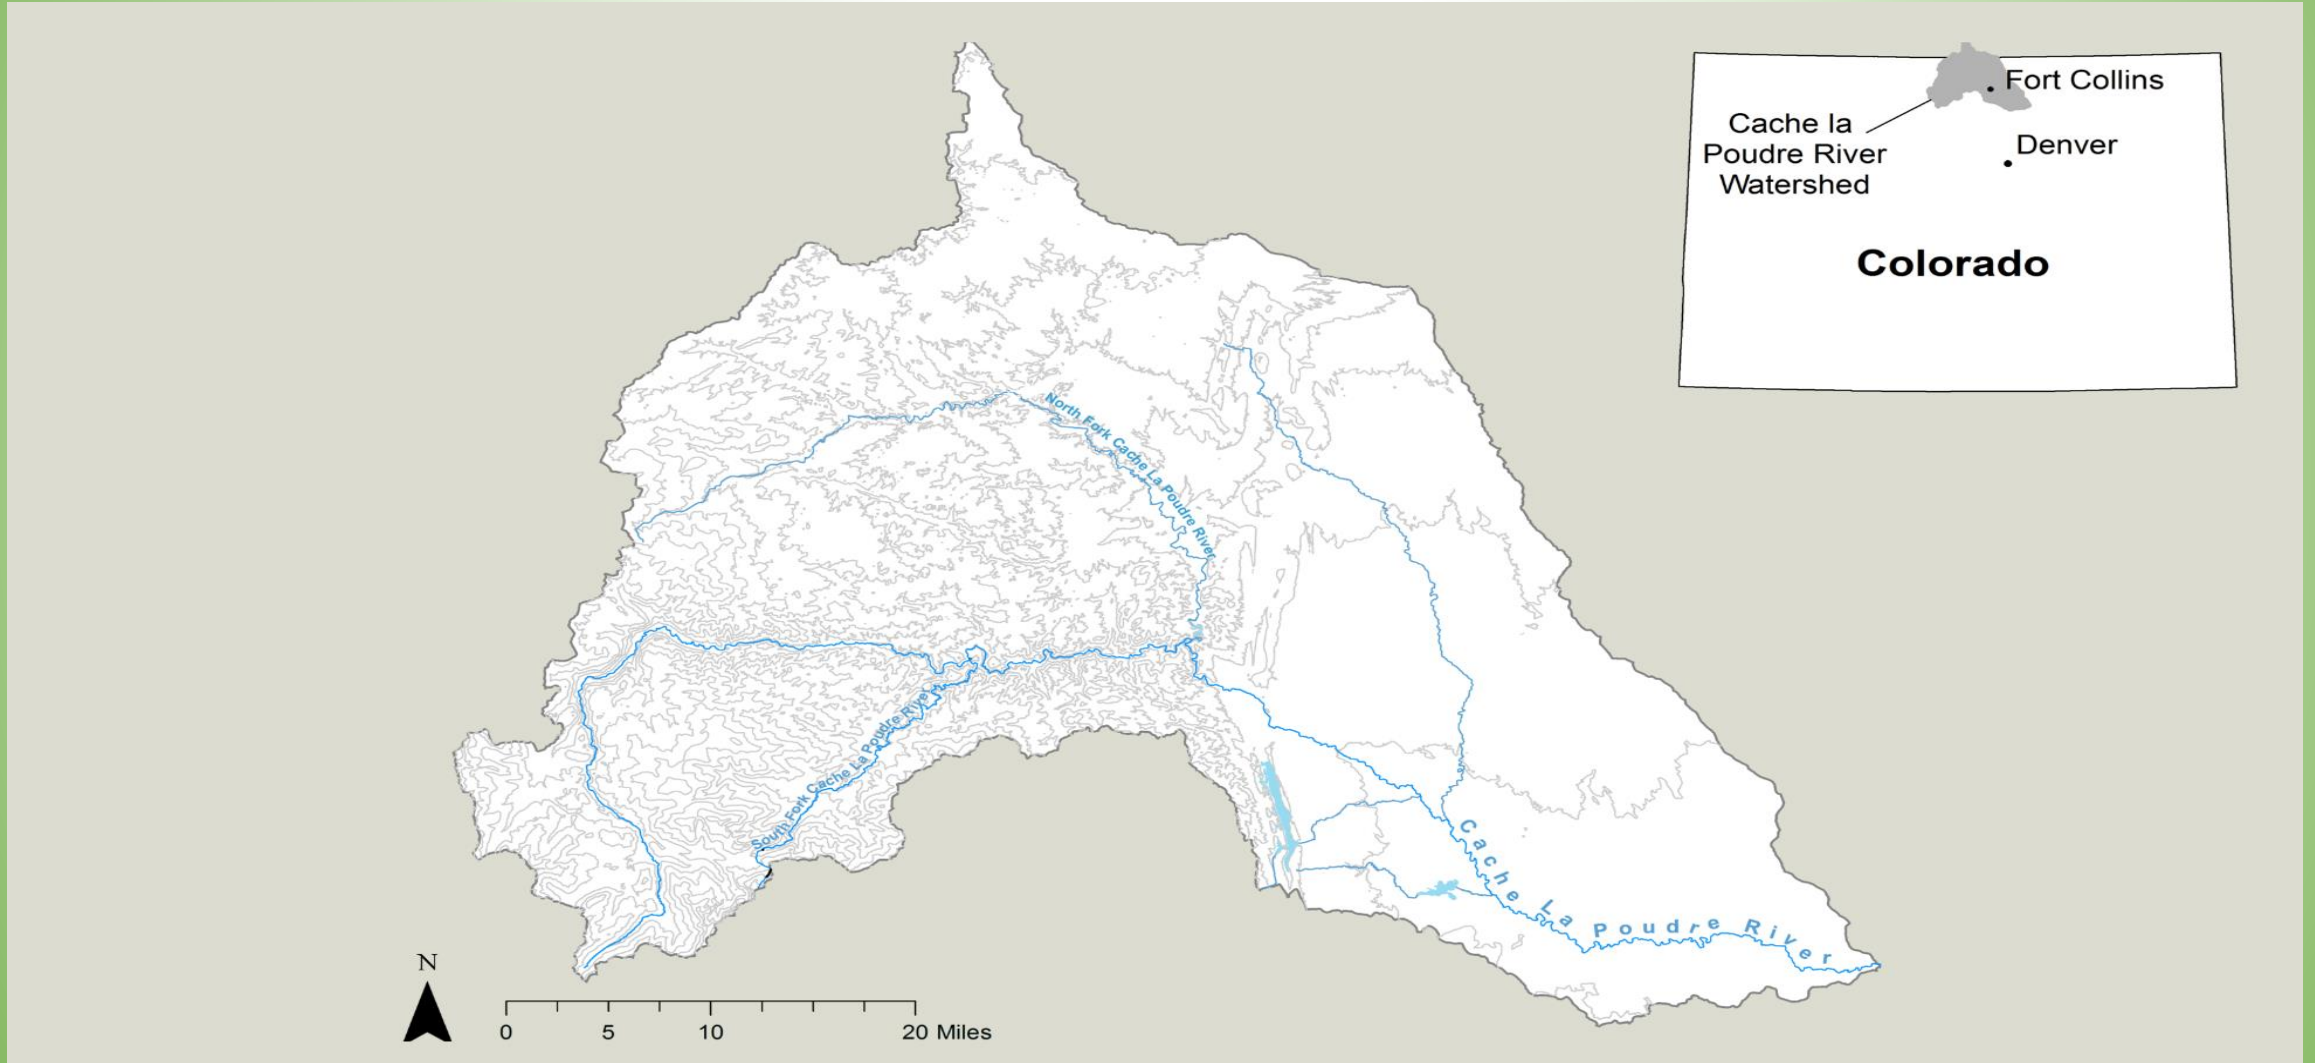 Fort Collins
Cache la
Poudre River
Watershed
Denver
Colorado
North Fork Cache La Poudre River
South Fork Cache La Poudre River
Cache La Poudre River
N
0 5 10 20 Miles